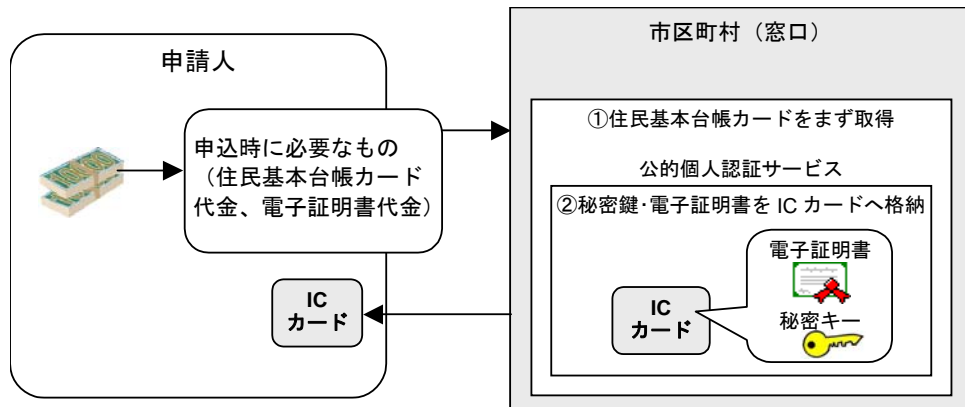 申請人
申込時に必要なもの
（住民基本台帳カード
代金、電子証明書代金）
IC
カード
市区町村（窓口）
①住民基本台帳カードをまず取得
公的個人認証サービス
②秘密鍵･電子証明書を IC カードへ格納
電子証明書
秘密キー
IC
カード